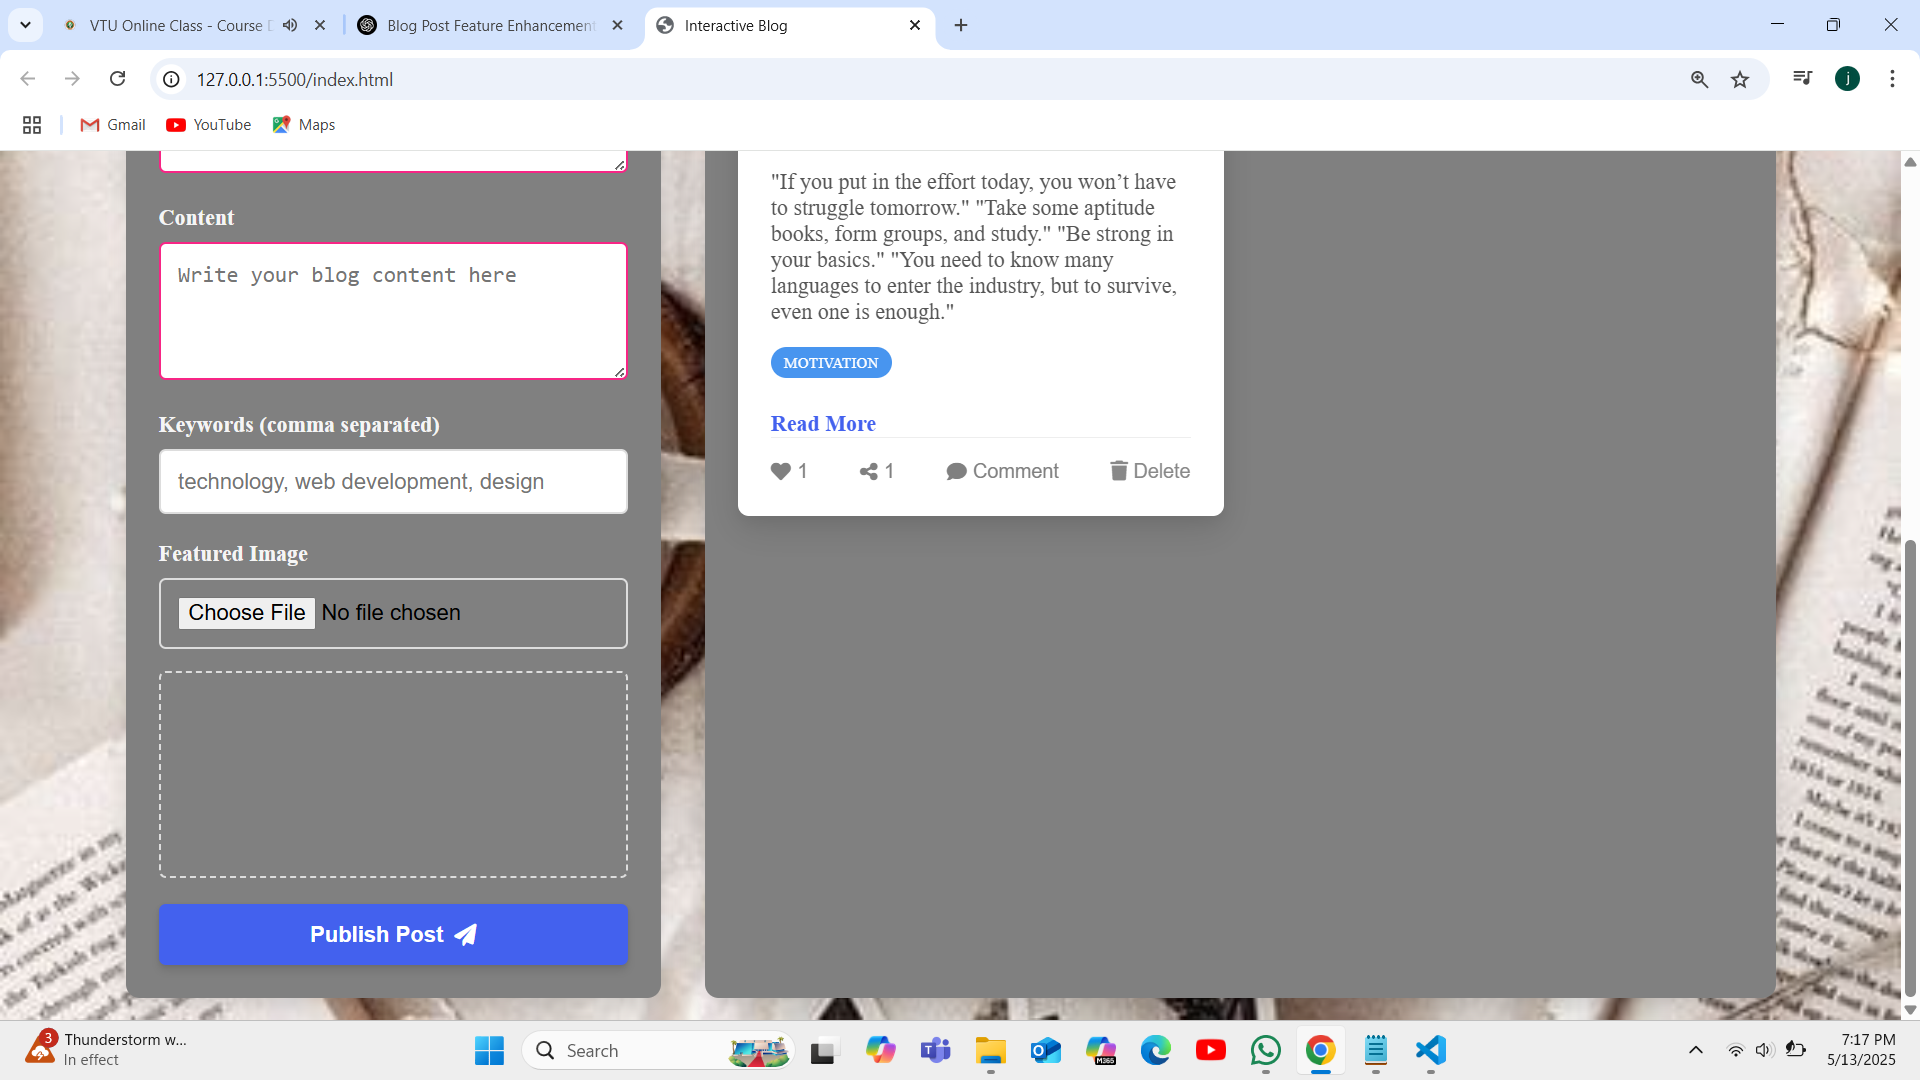 VTU Online Class - Course D
Blog Post Feature Enhancement
Interactive Blog
127.0.0.1:5500/index.html
j
Gmail
YouTube
Maps
Content
Write your blog content here
Keywords (comma separated)
technology, web development, design
Featured Image
Choose File No file chosen
Publish Post
"If you put in the effort today, you won’t have
to struggle tomorrow." "Take some aptitude
books, form groups, and study." "Be strong in
your basics." "You need to know many
languages to enter the industry, but to survive,
even one is enough."
MOTIVATION
Read More
1 1 Comment Delete
3
Thunderstorm w...
In effect
Search
M365
7:17 PM
5/13/2025